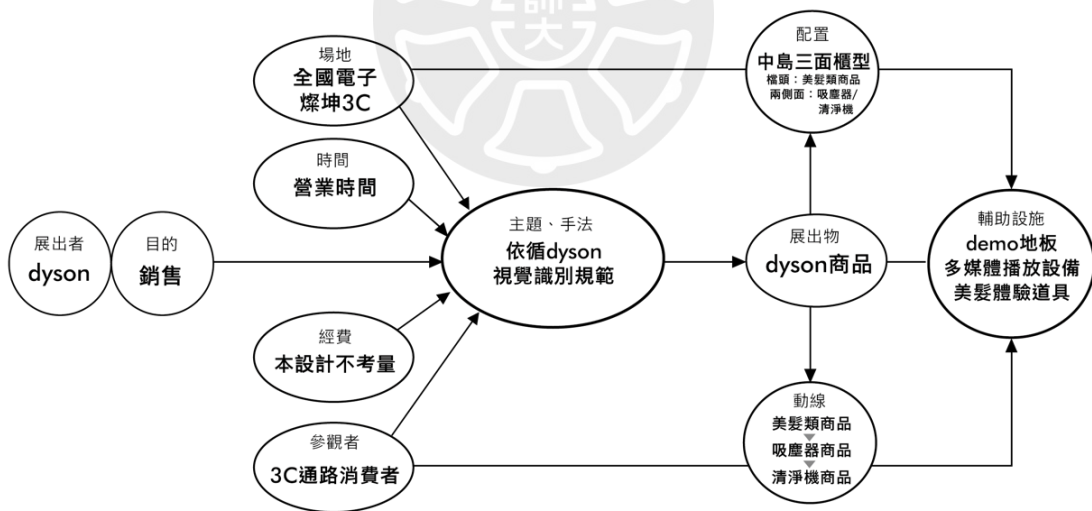 師
大
場地
全國電子
燦坤3C
時間
營業時間
展出者
dyson
目的
銷售
主題、手法
依循dyson
視覺識別規範
經費
本設計不考量
參觀者
3C通路消費者
配置
中島三面櫃型
檔頭：美髮類商品
兩側面：吸塵器/
清淨機
展出物
dyson商品
動線
美髮類商品
吸塵器商品
清淨機商品
輔助設施
demo地板
多媒體播放設備
美髮體驗道具